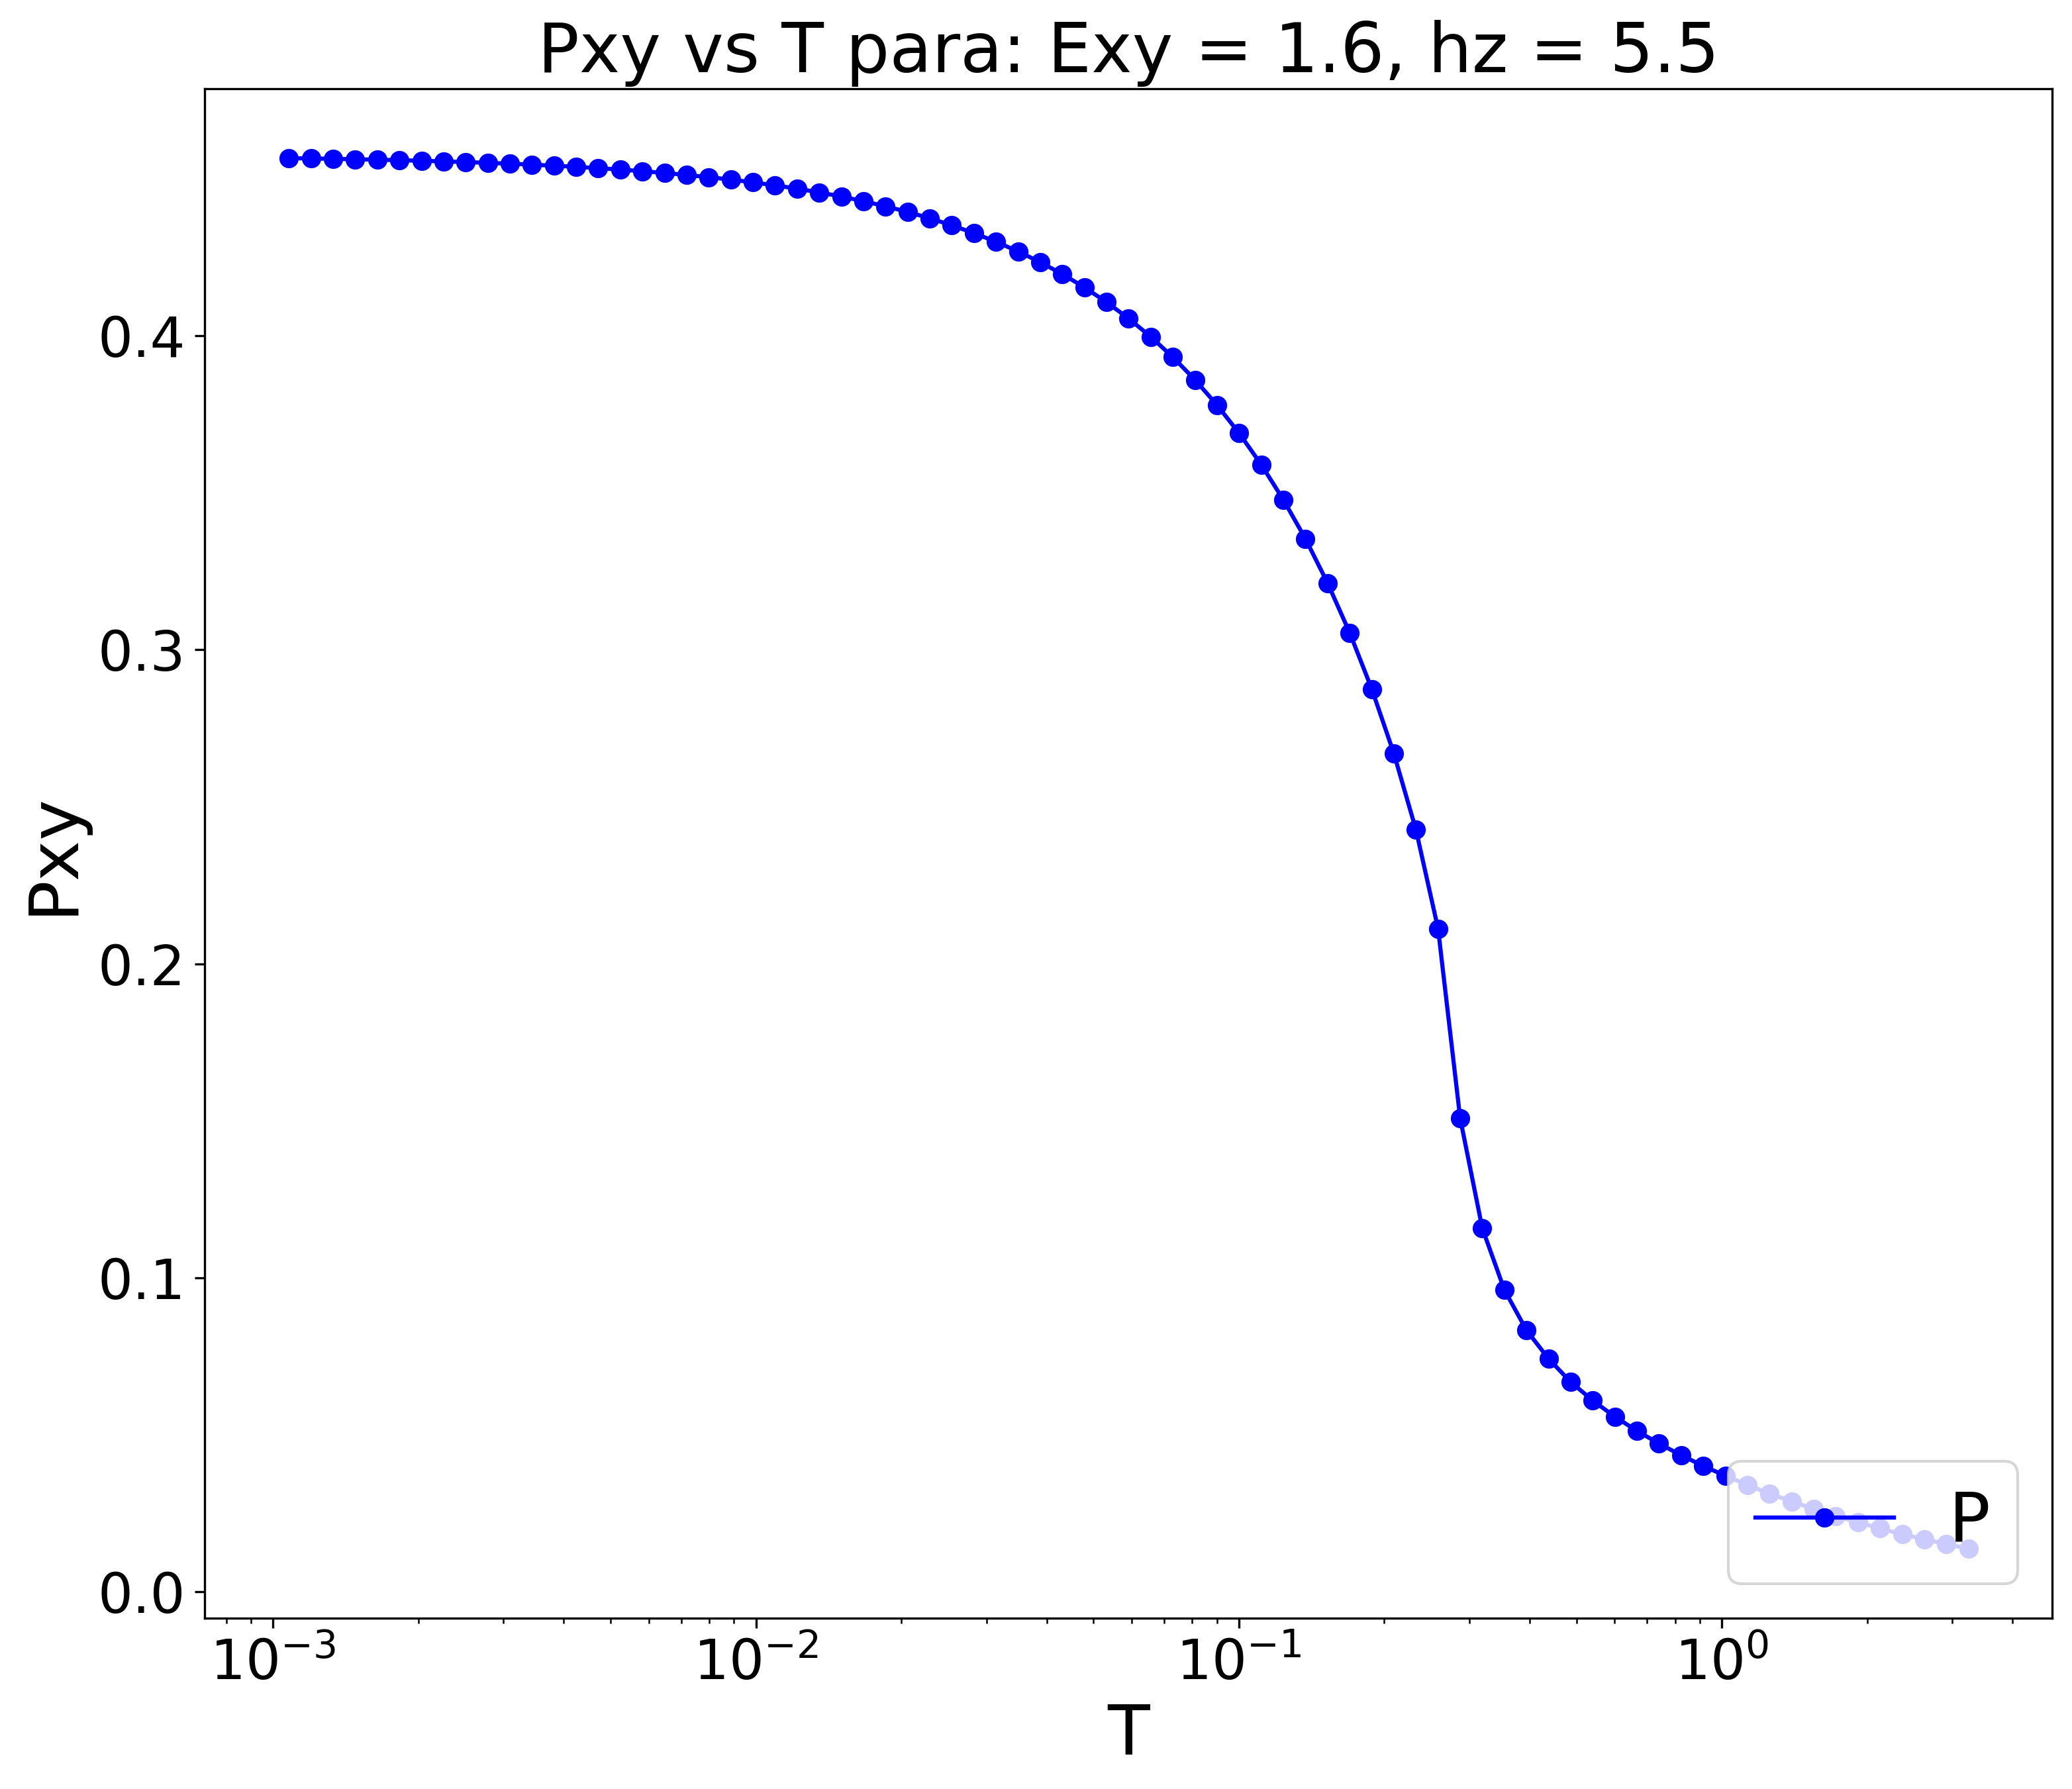 Pxy vs T para: Exy = 1.6, hz = 5.5
Pxy
0.4
0.3
0.2
0.1
0.0
10⁻³ 10⁻² 10⁻¹ 10⁰
T
P